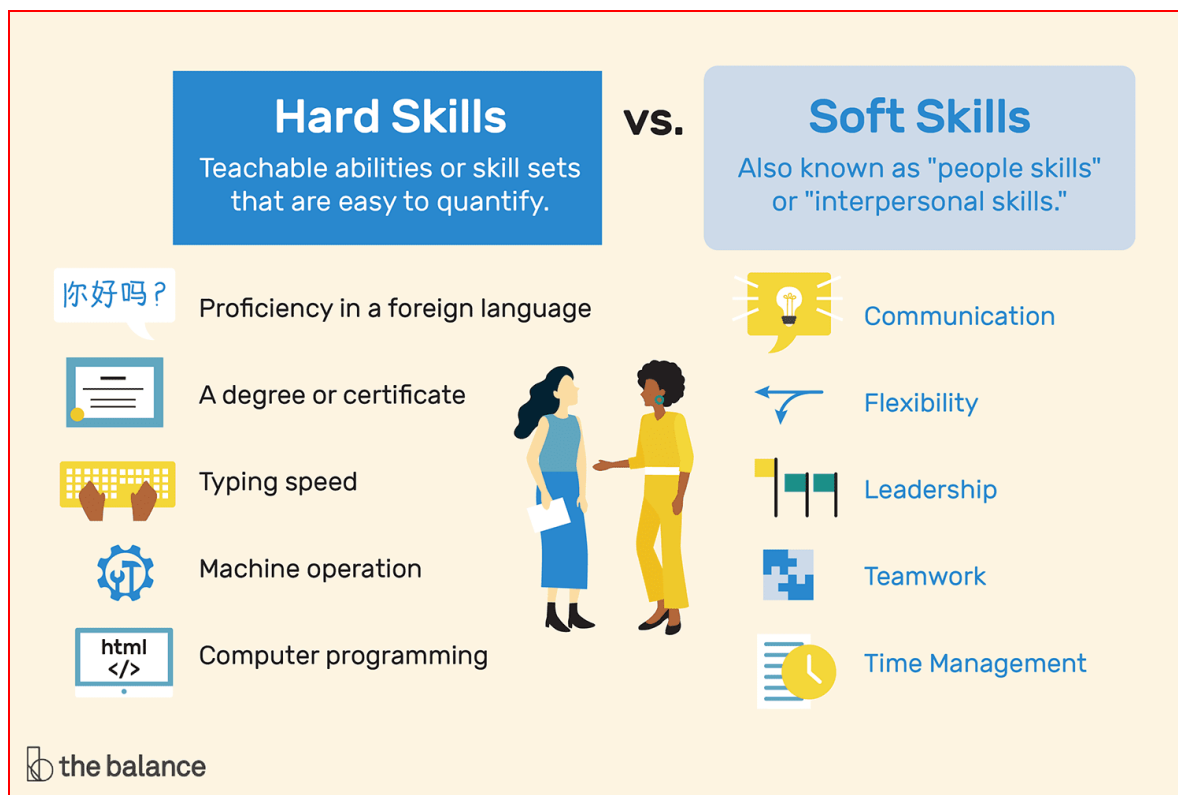 Hard Skills
Teachable abilities or skill sets
that are easy to quantify.
vs.
Soft Skills
Also known as "people skills"
or "interpersonal skills."
你好吗?
Proficiency in a foreign language
A degree or certificate
Typing speed
Machine operation
html
</>
Computer programming
Communication
Flexibility
Leadership
Teamwork
Time Management
the balance